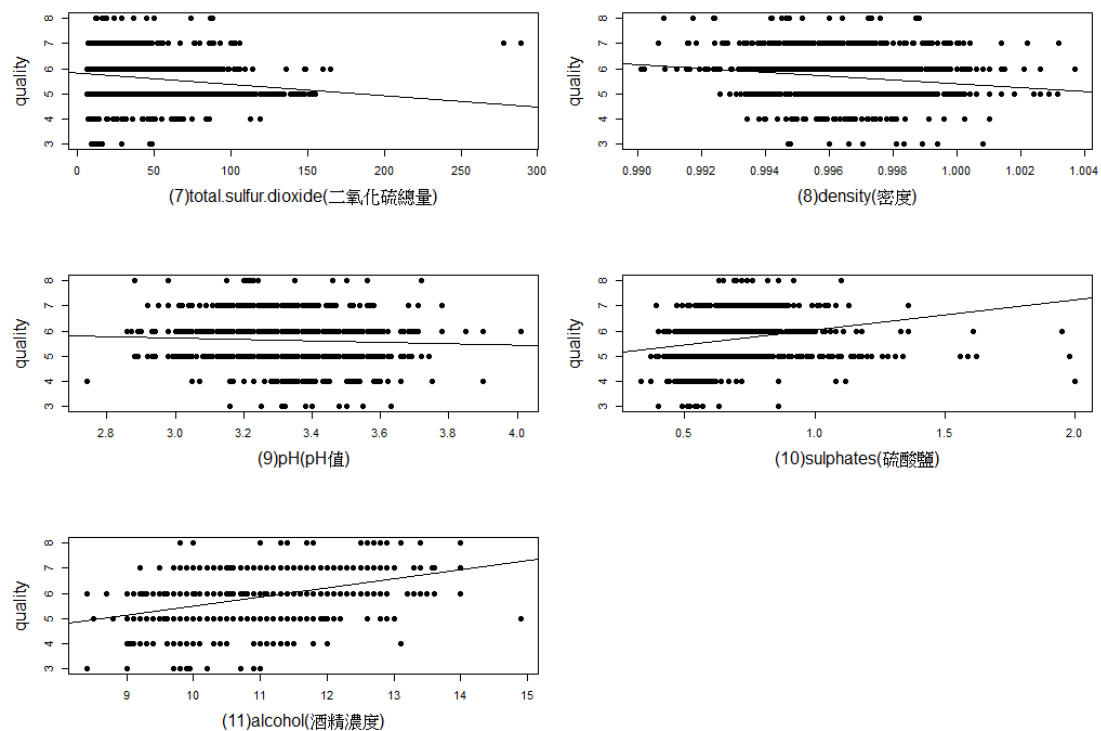 quality
8
7
6
5
4
3
0 50 100 150 200 250 300
(7)total.sulfur.dioxide(二氧化硫總量)
quality
8
7
6
5
4
3
0.990 0.992 0.994 0.996 0.998 1.000 1.002 1.004
(8)density(密度)
quality
8
7
6
5
4
3
2.8 3.0 3.2 3.4 3.6 3.8 4.0
(9)pH(pH值)
quality
8
7
6
5
4
3
0.5 1.0 1.5 2.0
(10)sulphates(硫酸鹽)
quality
8
7
6
5
4
3
9 10 11 12 13 14 15
(11)alcohol(酒精濃度)